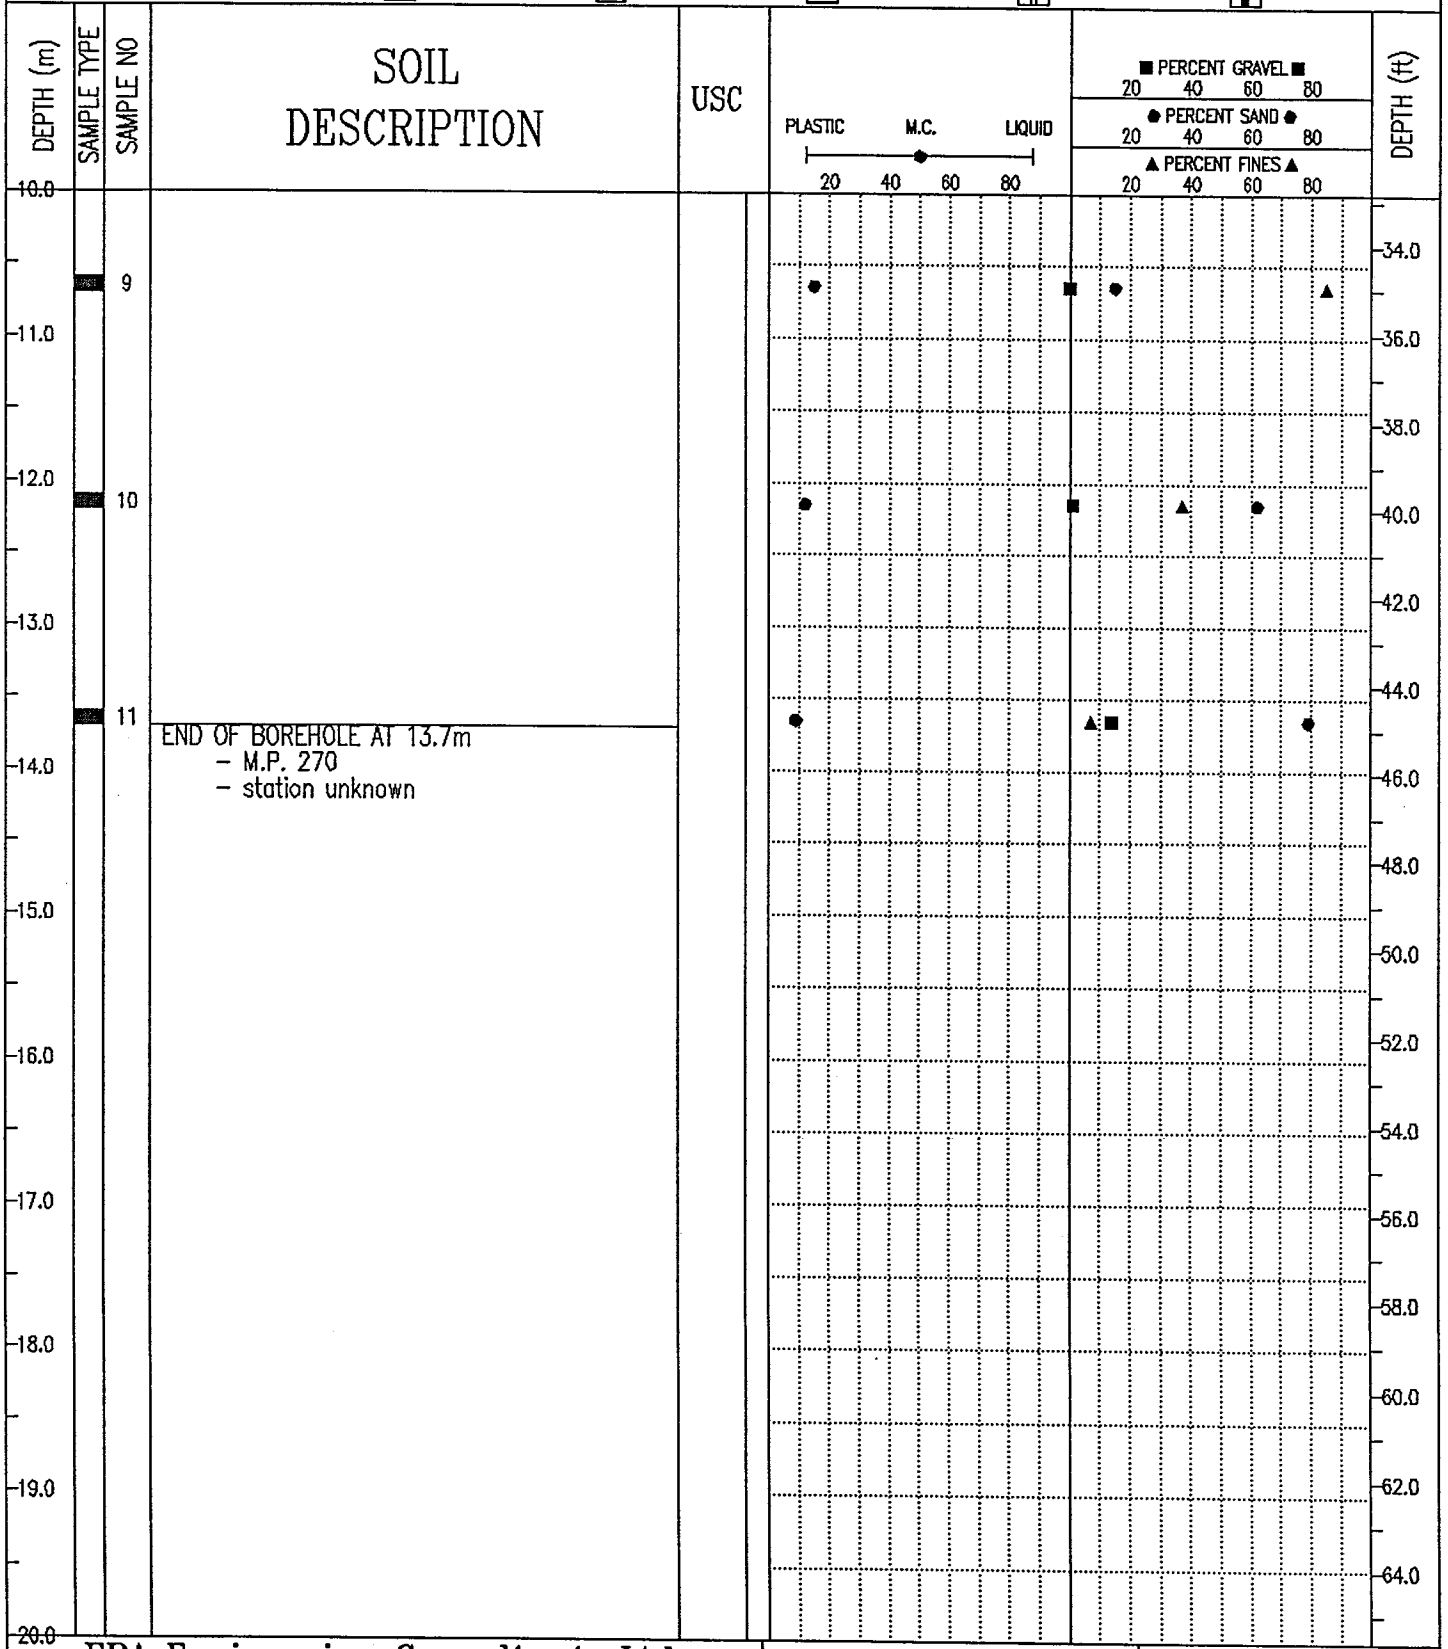 DEPTH (m)
SAMPLE TYPE
SAMPLE NO
SOIL
DESCRIPTION
USC
PLASTIC M.C. LIQUID
20 40 60 80
■ PERCENT GRAVEL ■
20 40 60 80
● PERCENT SAND ●
20 40 60 80
▲ PERCENT FINES ▲
20 40 60 80
DEPTH (ft)
10.0
34.0
9
11.0
36.0
38.0
12.0
10
40.0
42.0
13.0
44.0
11
END OF BOREHOLE AT 13.7m
- M.P. 270
- station unknown
14.0
46.0
48.0
15.0
50.0
16.0
52.0
54.0
17.0
56.0
58.0
18.0
60.0
19.0
62.0
64.0
20.0